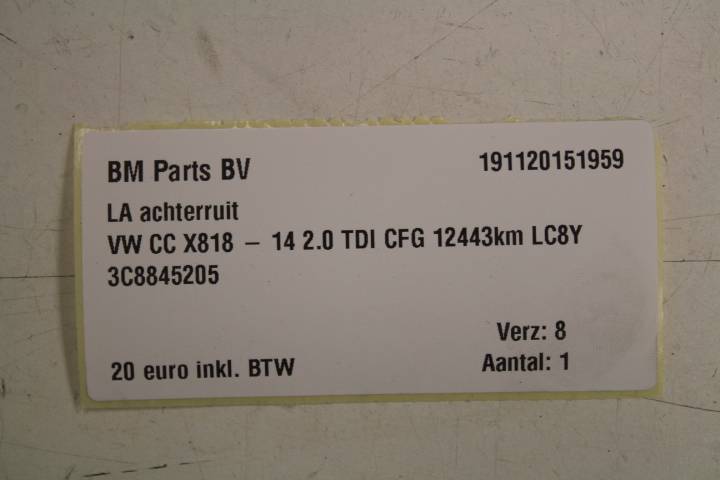 BM Parts BV 191120151959
LA achterruit
VW CC X818 – 14 2.0 TDI CFG 12443km LC8Y
3C8845205
Verz: 8
20 euro inkl. BTW Aantal: 1